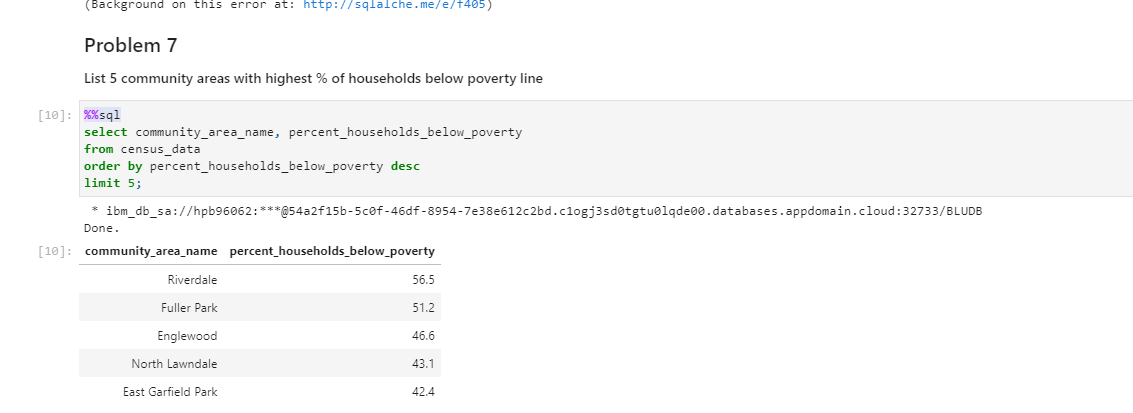 (Background on this error at: http://sqlalche.me/e/f405)
Problem 7
List 5 community areas with highest % of households below poverty line
[10]: %%sql
select community_area_name, percent_households_below_poverty
from census_data
order by percent_households_below_poverty desc
limit 5;
* ibm_db_sa://hpb96062:***@54a2f15b-5c0f-46df-8954-7e38e612c2bd.c1ogj3sd0tgtu0lqde00.databases.appdomain.cloud:32733/BLUDB
Done.
[10]: community_area_name percent_households_below_poverty
Riverdale 56.5
Fuller Park 51.2
Englewood 46.6
North Lawndale 43.1
East Garfield Park 42.4